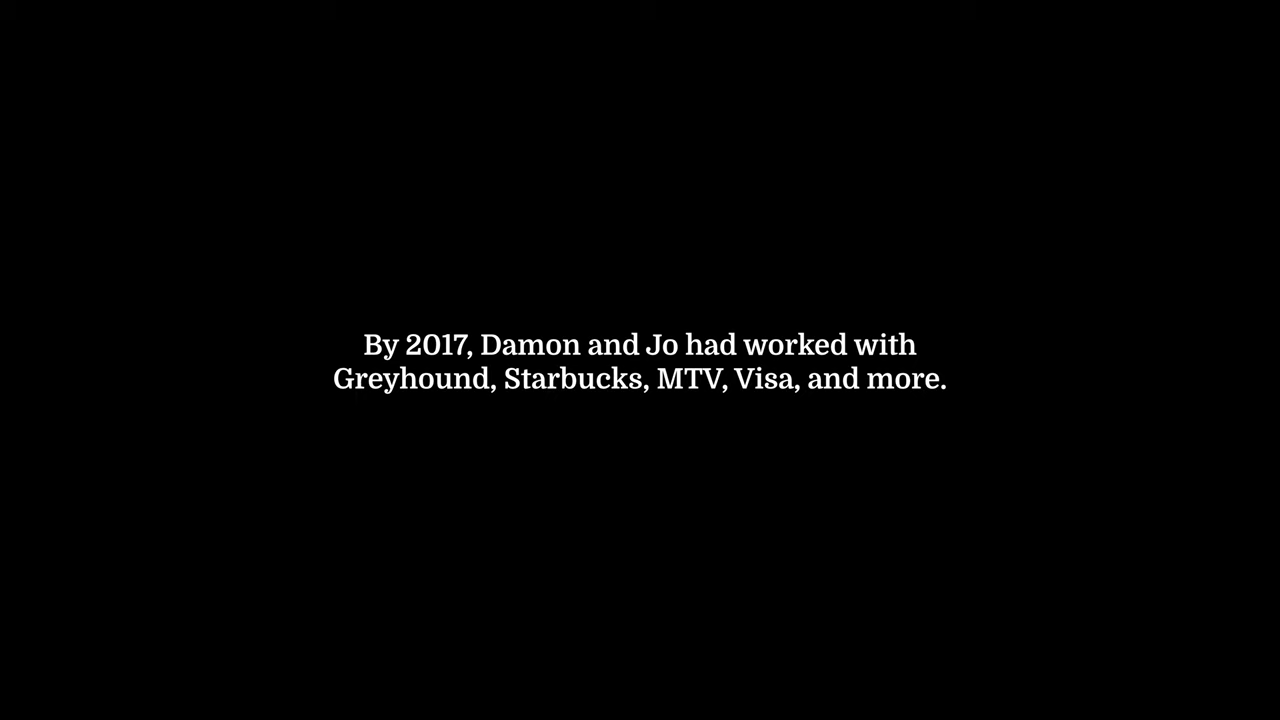 By 2017, Damon and Jo had worked with
Greyhound, Starbucks, MTV, Visa, and more.